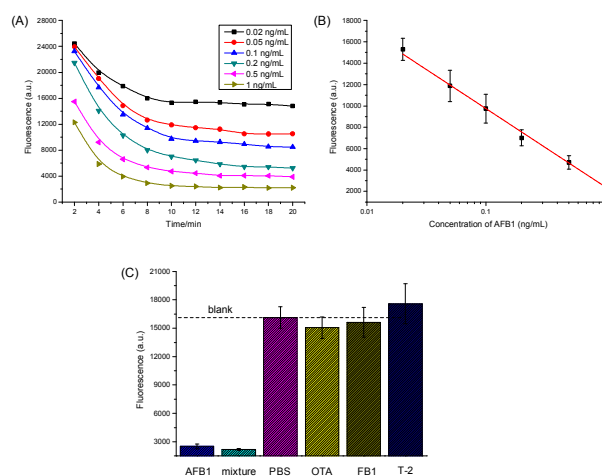 (A)
28000
24000
20000
16000
12000
8000
4000
0
Fluorescence (a.u.)
2 4 6 8 10 12 14 16 18 20
Time/min
0.02 ng/mL
0.05 ng/mL
0.1 ng/mL
0.2 ng/mL
0.5 ng/mL
1 ng/mL
(B)
18000
16000
14000
12000
10000
8000
6000
4000
2000
Fluorescence (a.u.)
0.01 0.1
Concentration of AFB1 (ng/mL)
(C)
21000
18000
15000
12000
9000
6000
3000
Fluorescence (a.u.)
blank
AFB1 mixture PBS OTA FB1 T-2